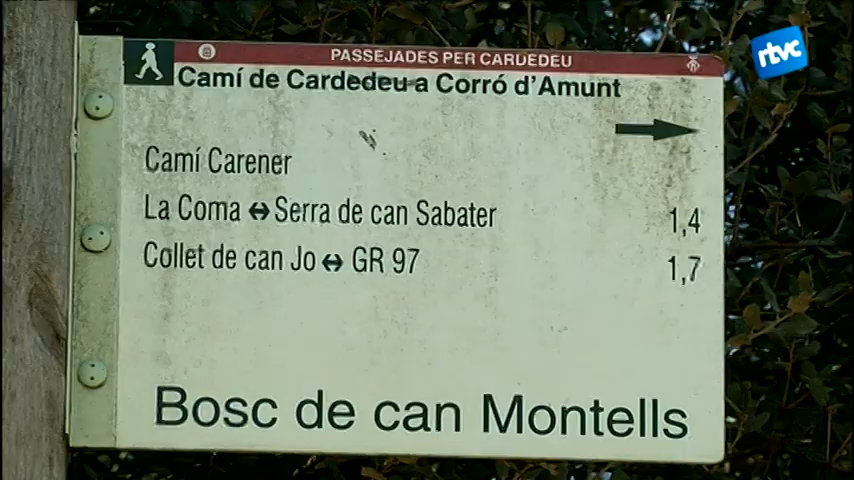 PASSEJADES PER CARDEDEU
Camí de Cardedeu a Corró d'Amunt
Camí Carener
La Coma ↔ Serra de can Sabater 1,4
Collet de can Jo ↔ GR 97 1,7
Bosc de can Montells
rtvc